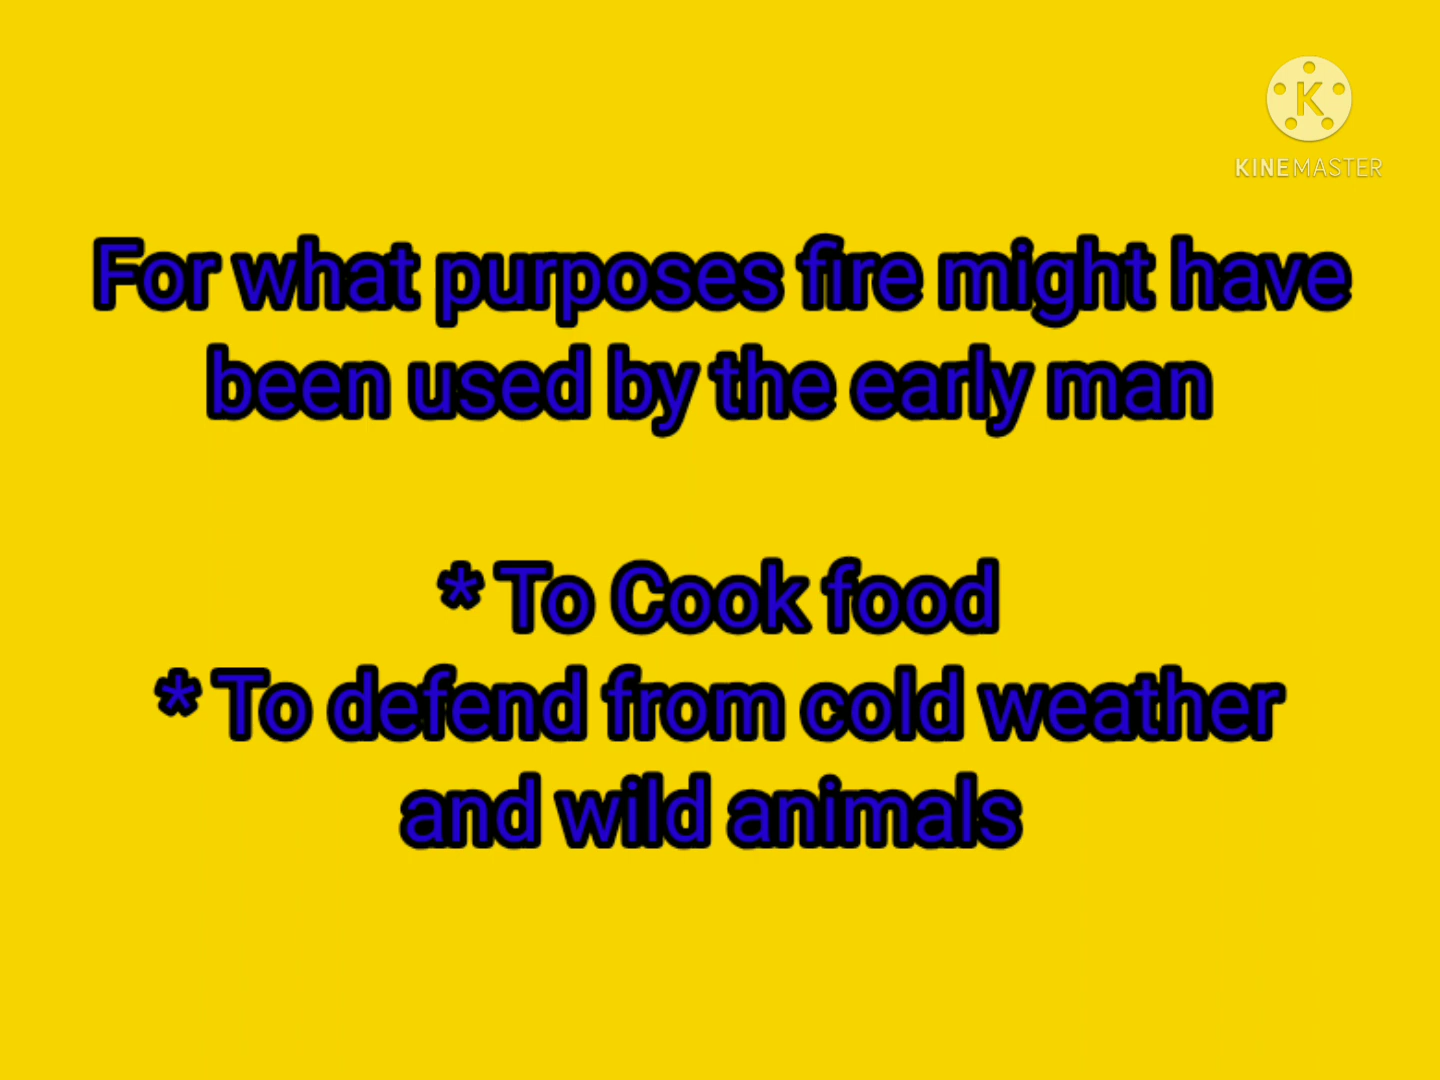 K
KINEMASTER
For what purposes fire might have
been used by the early man
* To Cook food
* To defend from cold weather
and wild animals